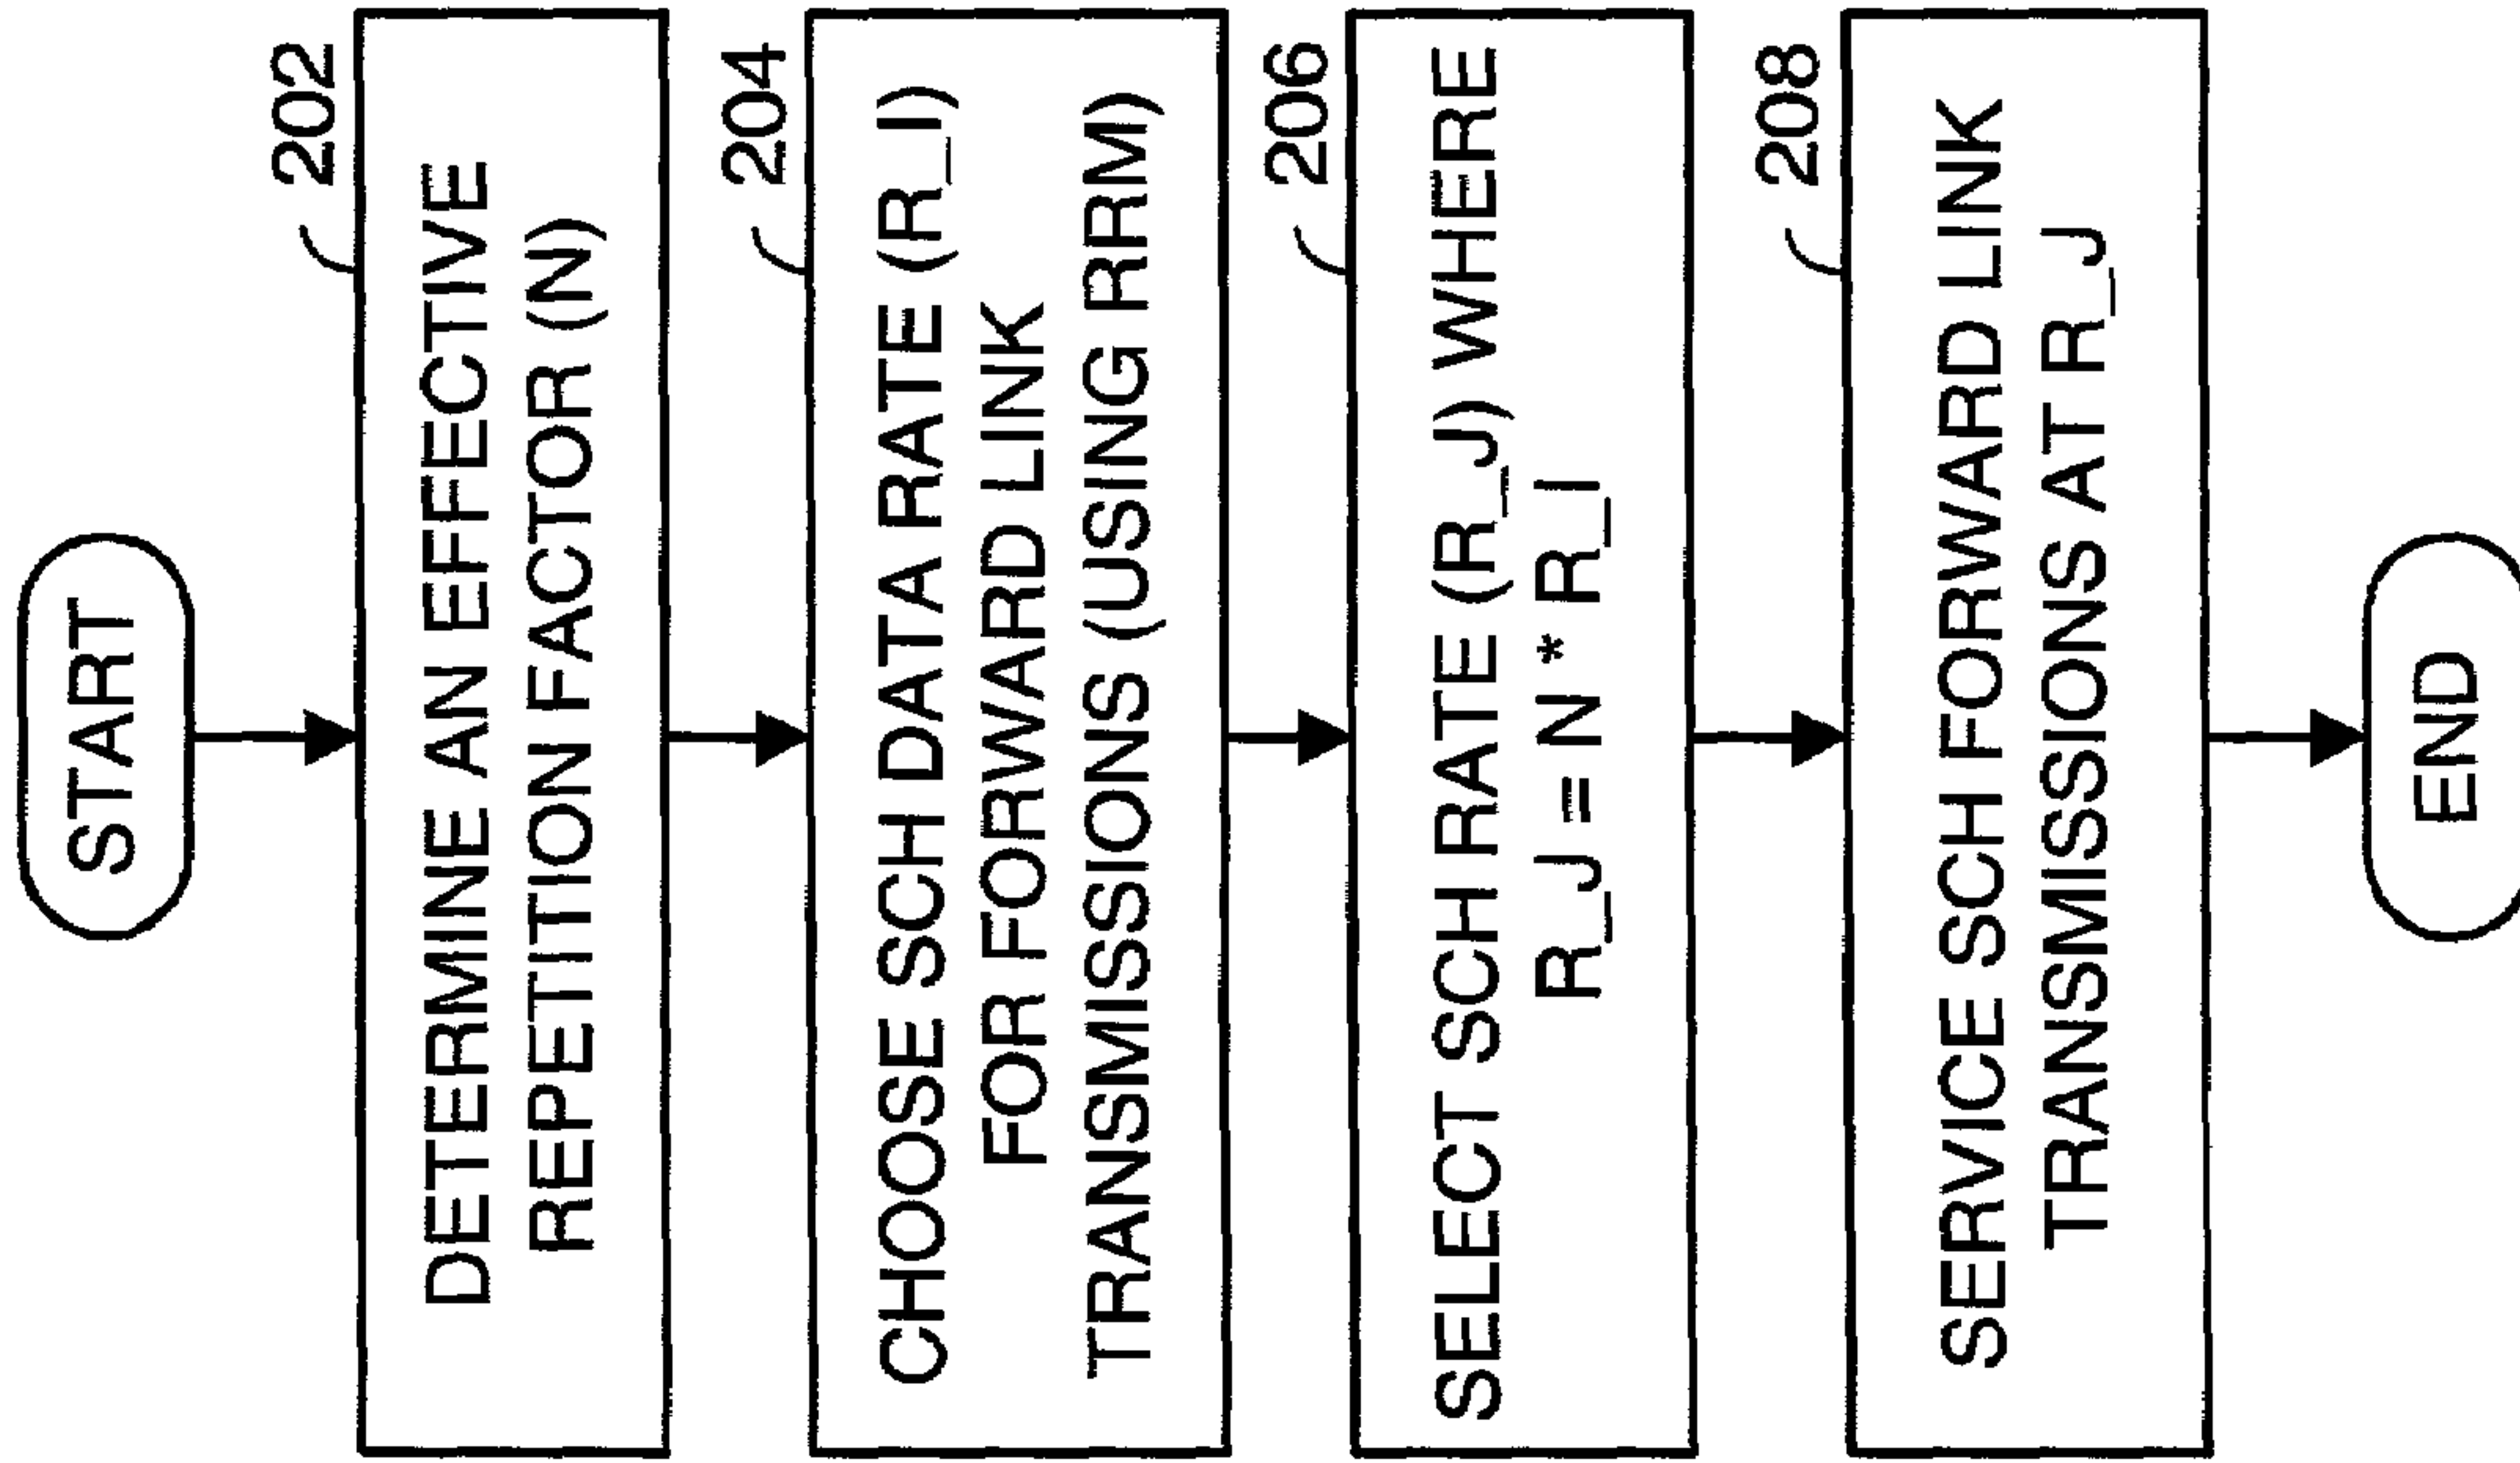 START
202
DETERMINE AN EFFECTIVE
REPETITION FACTOR (N)
204
CHOOSE SCH DATA RATE (R_I)
FOR FORWARD LINK
TRANSMISSIONS (USING RRM)
206
SELECT SCH RATE (R_J) WHERE
R_J = N * R_I
208
SERVICE SCH FORWARD LINK
TRANSMISSIONS AT R_J
END